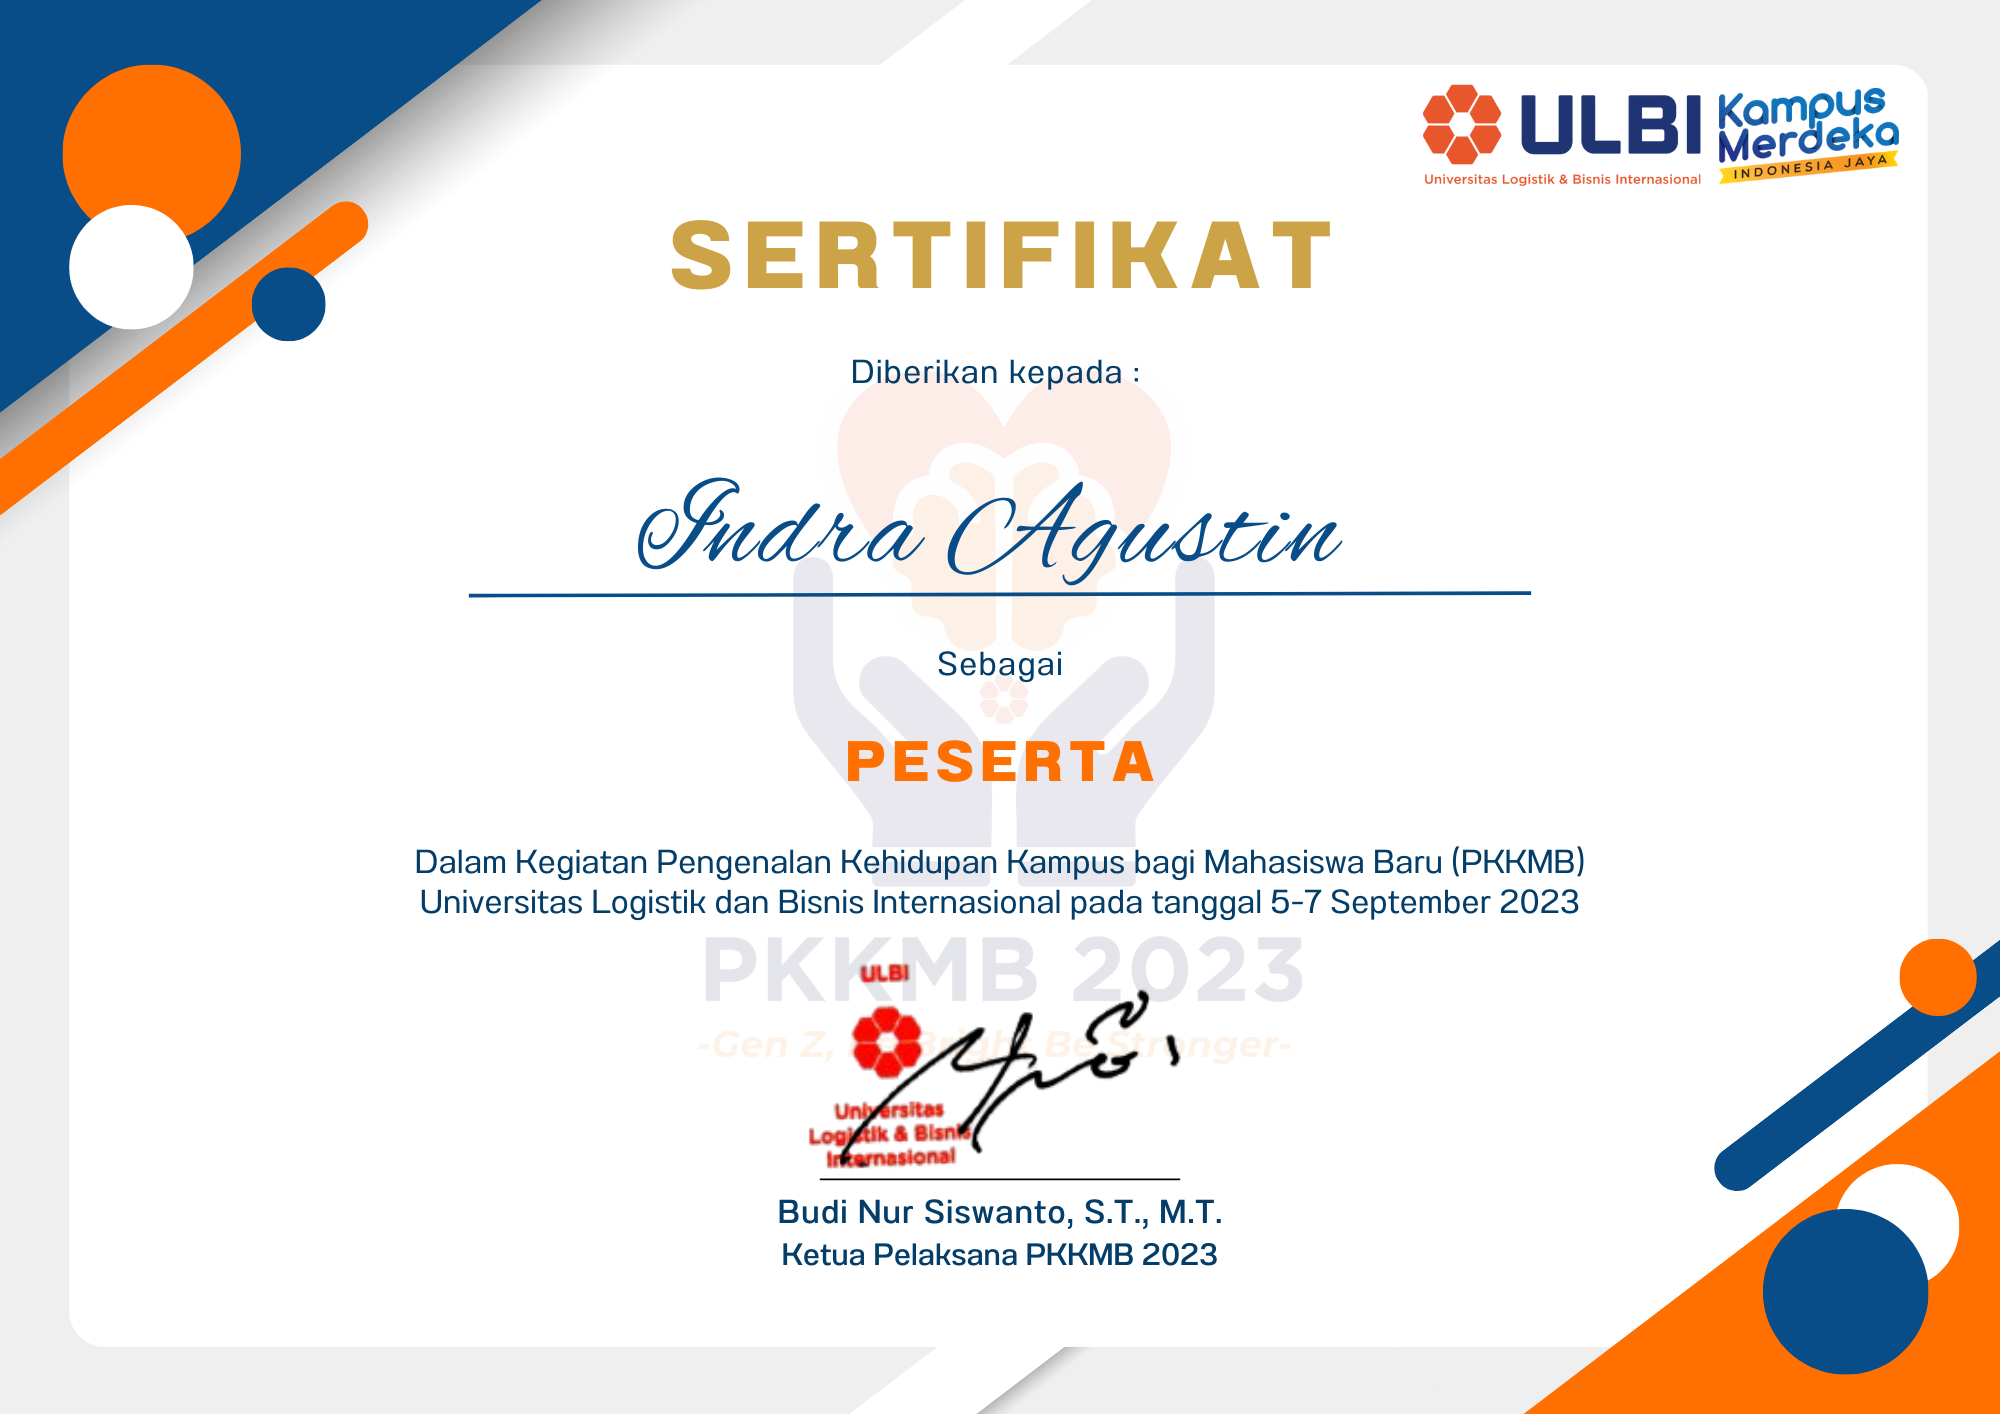 ULBI
Universitas Logistik & Bisnis Internasional
Kampus
Merdeka
INDONESIA JAYA
SERTIFIKAT
Diberikan kepada :
Indra Agustin
Sebagai
PESERTA
Dalam Kegiatan Pengenalan Kehidupan Kampus bagi Mahasiswa Baru (PKKMB)
Universitas Logistik dan Bisnis Internasional pada tanggal 5-7 September 2023
PKKMB 2023
-Gen Z, Be Bright Be Stronger-
ULBI
Universitas
Logistik & Bisnis
Internasional
Budi Nur Siswanto, S.T., M.T.
Ketua Pelaksana PKKMB 2023